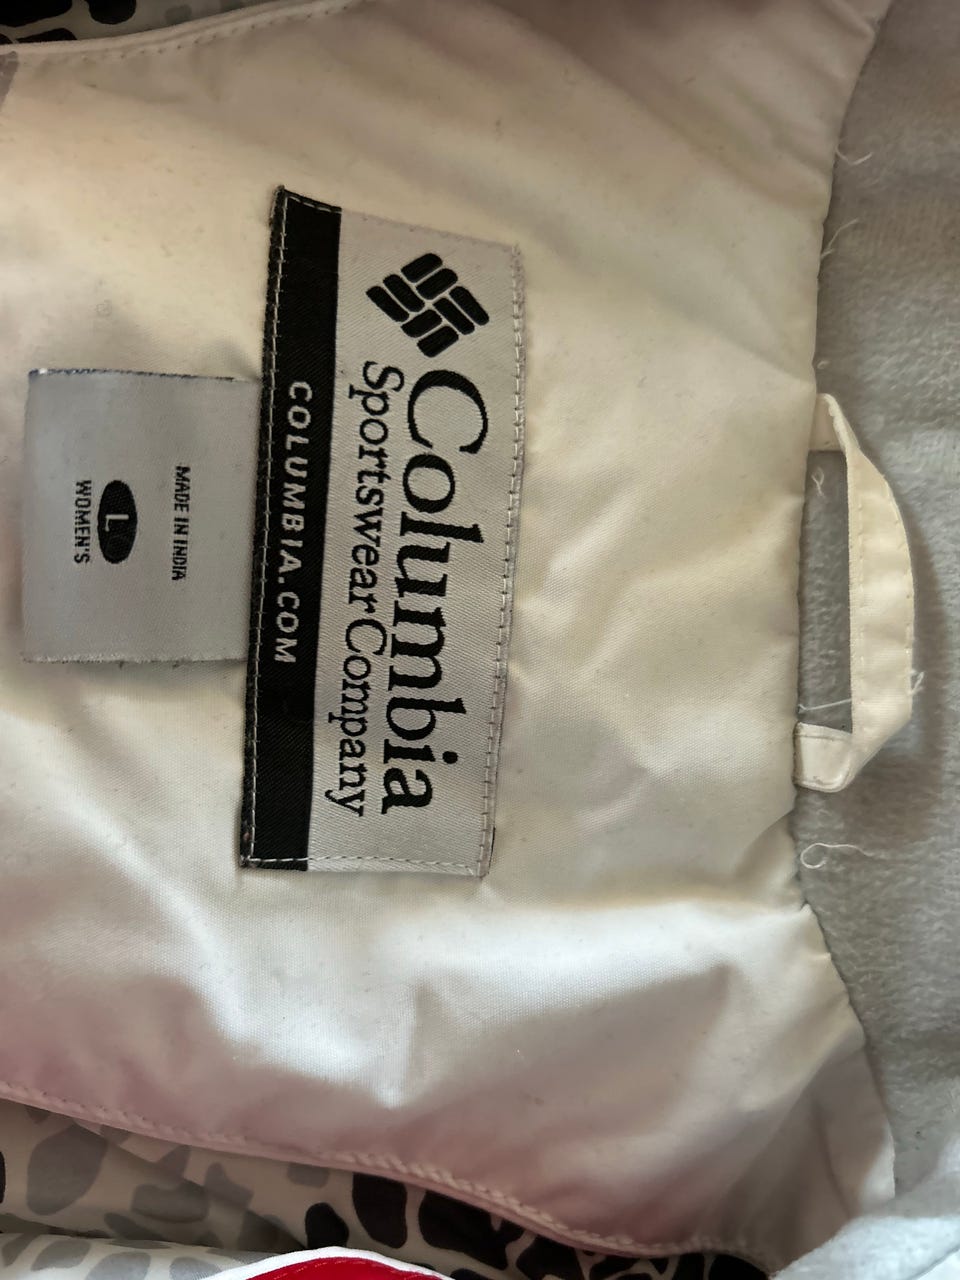 Columbia
Sportswear Company
COLUMBIA.COM
MADE IN INDIA
L
WOMEN'S